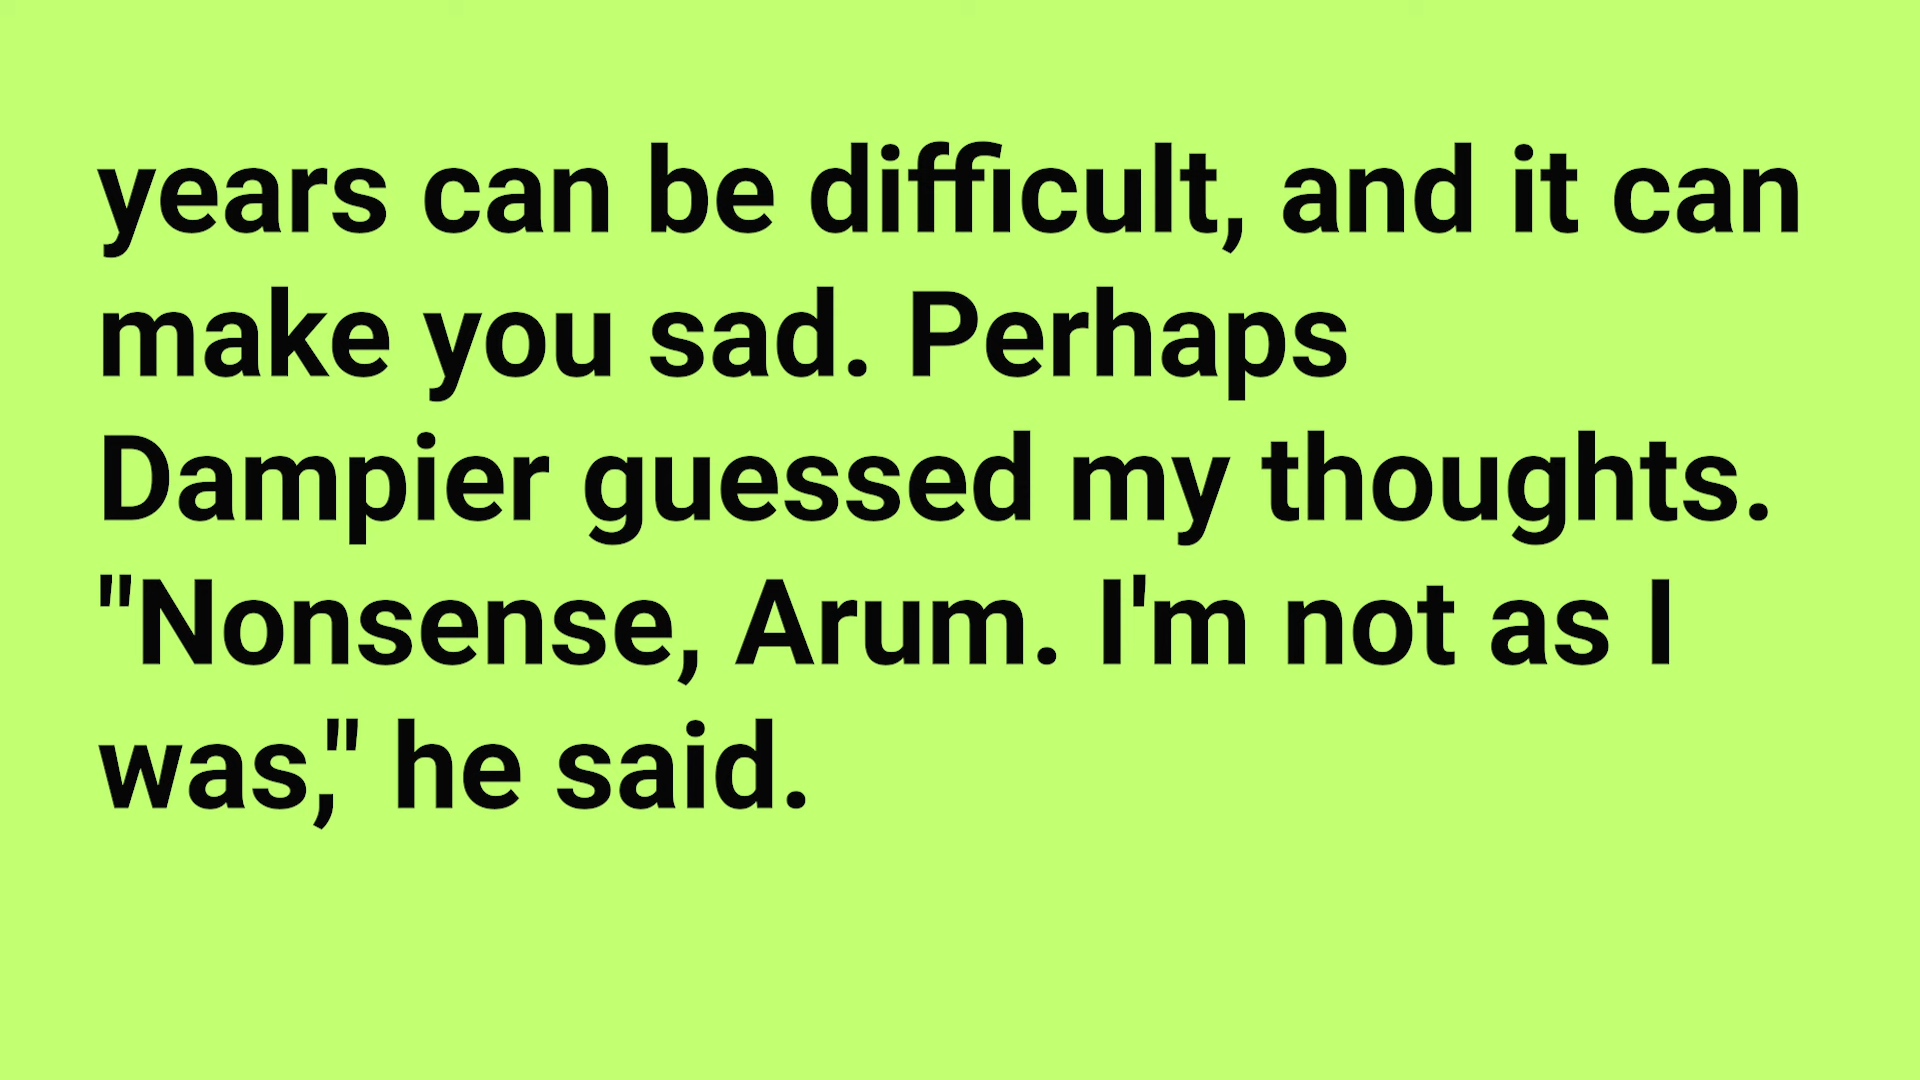 years can be difficult, and it can
make you sad. Perhaps
Dampier guessed my thoughts.
"Nonsense, Arum. I'm not as I
was," he said.